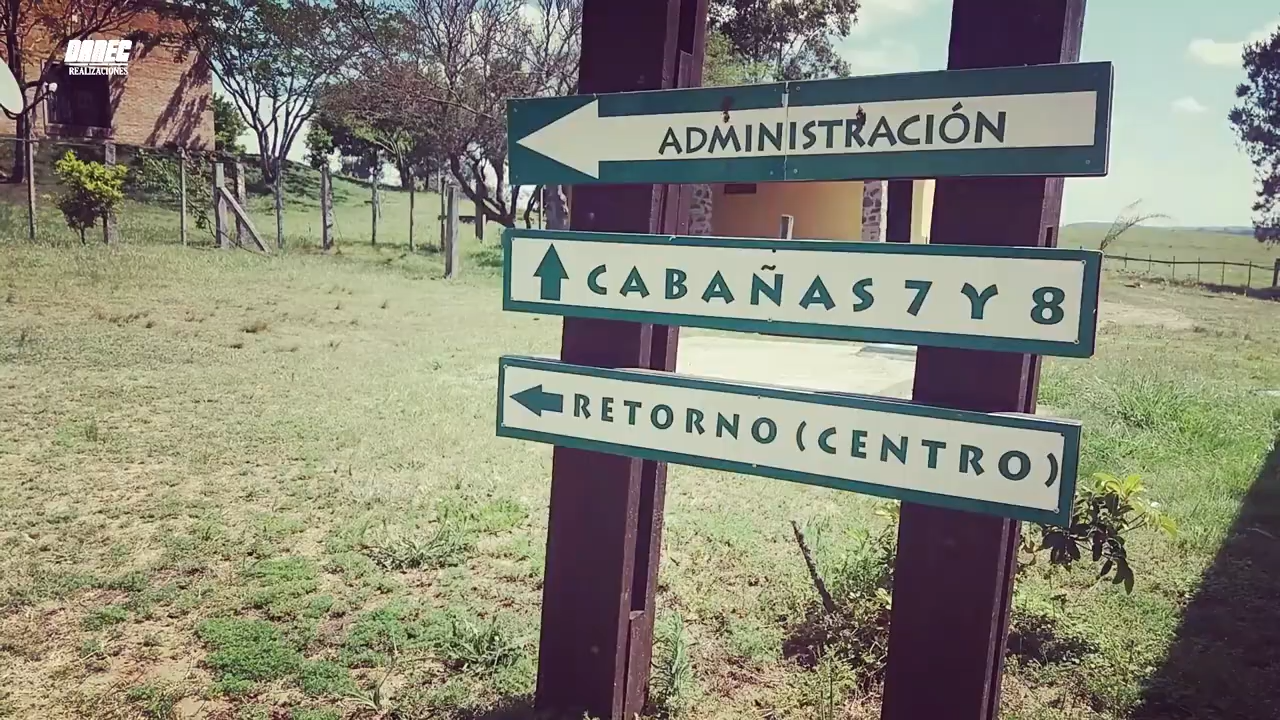 DANEC
REALIZACIONES
ADMINISTRACIÓN
CABAÑAS 7 Y 8
RETORNO (CENTRO)